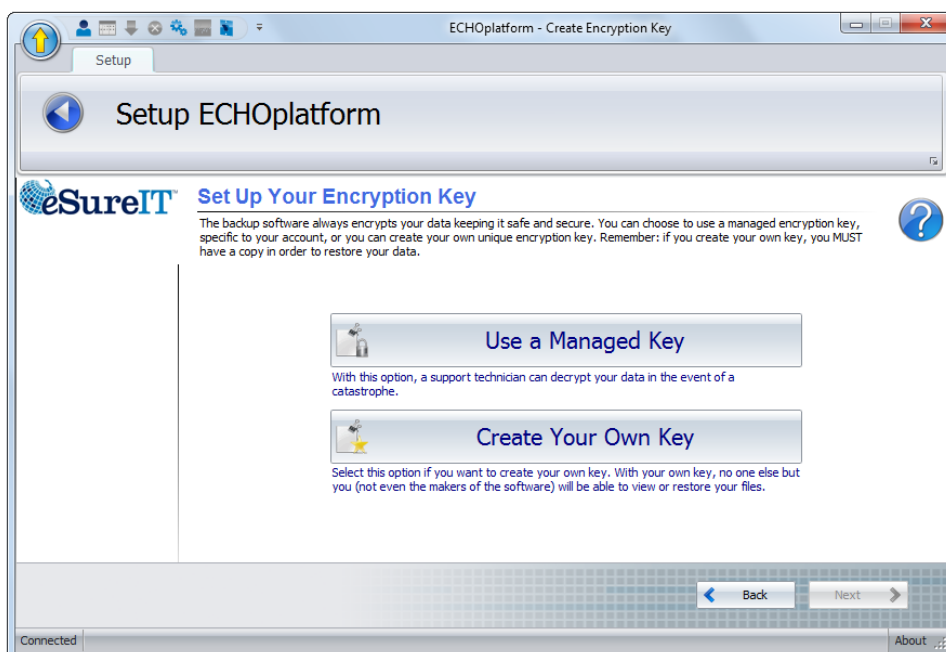 ECHOplatform - Create Encryption Key
Setup
Setup ECHOplatform
eSureIT™
Set Up Your Encryption Key
The backup software always encrypts your data keeping it safe and secure. You can choose to use a managed encryption key,
specific to your account, or you can create your own unique encryption key. Remember: if you create your own key, you MUST
have a copy in order to restore your data.
Use a Managed Key
With this option, a support technician can decrypt your data in the event of a
catastrophe.
Create Your Own Key
Select this option if you want to create your own key. With your own key, no one else but
you (not even the makers of the software) will be able to view or restore your files.
Back
Next
Connected
About